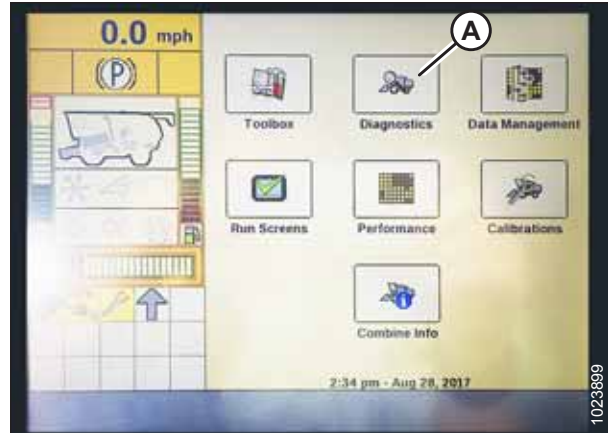 0.0 mph
(P)
A
Toolbox
Diagnostics
Data Management
Run Screens
Performance
Calibrations
Combine Info
2:34 pm - Aug 28, 2017
1023899